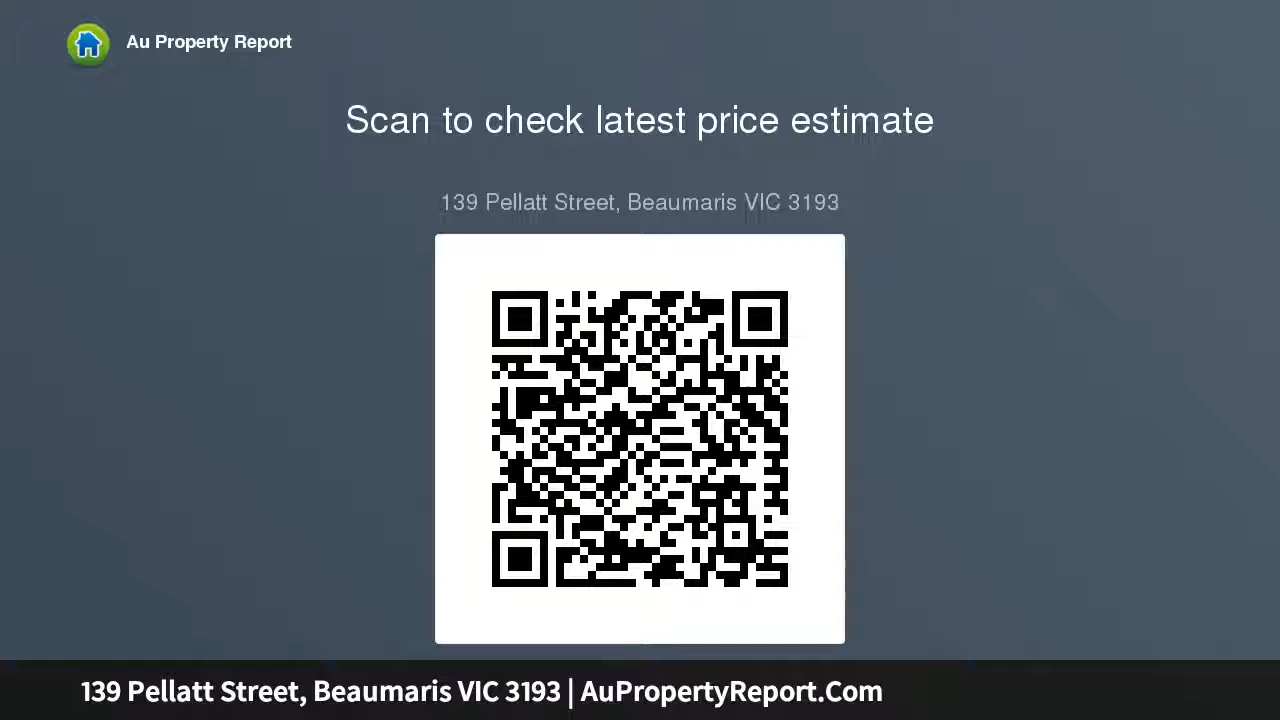 Au Property Report
Scan to check latest price estimate
139 Pellatt Street, Beaumaris VIC 3193
139 Pellatt Street, Beaumaris VIC 3193 | AuPropertyReport.Com